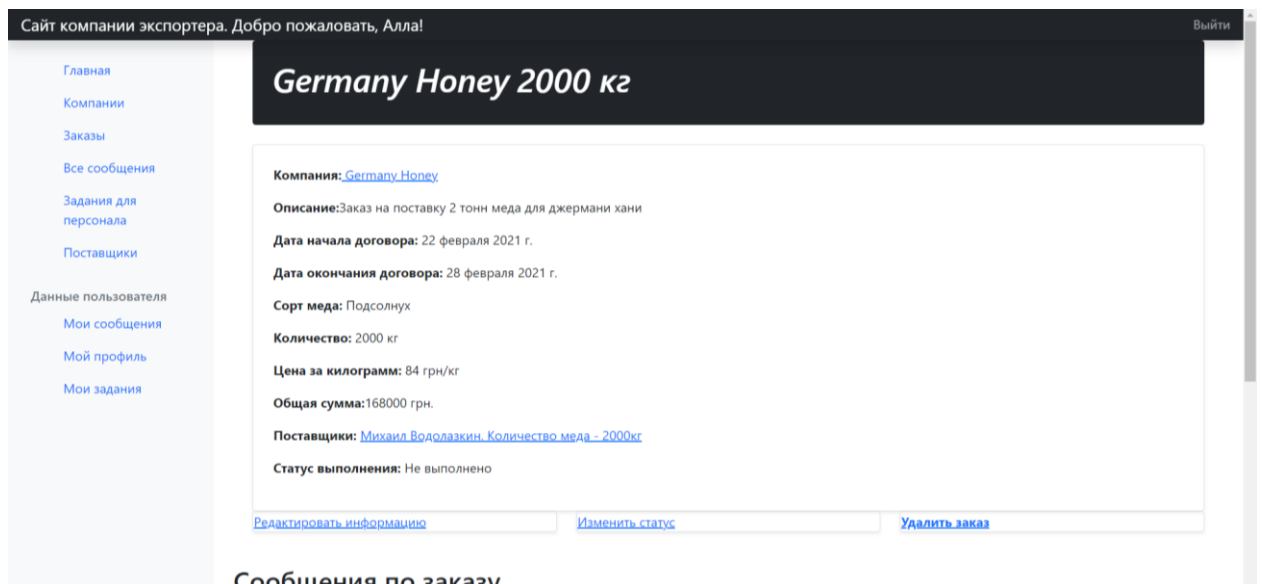 Сайт компании экспортера. Добро пожаловать, Алла!
Выйти
Главная
Компании
Заказы
Все сообщения
Задания для
персонала
Поставщики
Данные пользователя
Мои сообщения
Мой профиль
Мои задания
Germany Honey 2000 кг
Компания: Germany Honey
Описание:Заказ на поставку 2 тонн меда для джермани хани
Дата начала договора: 22 февраля 2021 г.
Дата окончания договора: 28 февраля 2021 г.
Сорт меда: Подсолнух
Количество: 2000 кг
Цена за килограмм: 84 грн/кг
Общая сумма:168000 грн.
Поставщики: Михаил Водолазкин. Количество меда - 2000кг
Статус выполнения: Не выполнено
Редактировать информацию
Изменить статус
Удалить заказ
Сообщения по заказу